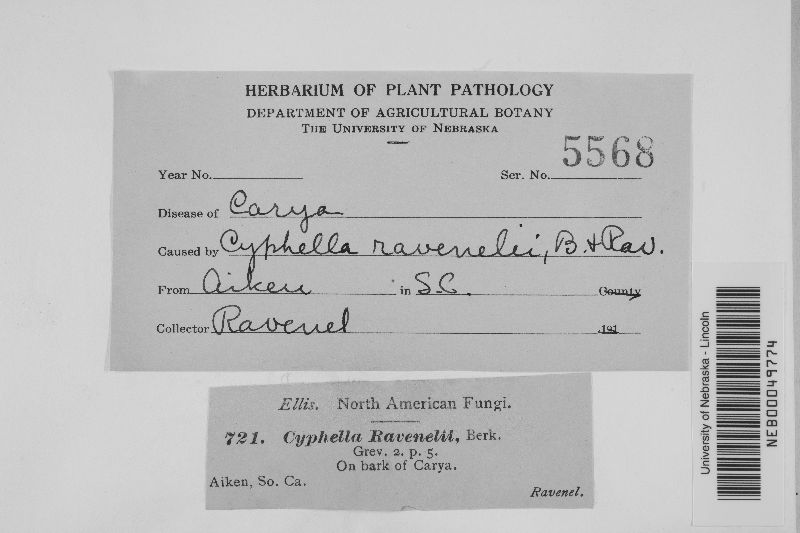 HERBARIUM OF PLANT PATHOLOGY
DEPARTMENT OF AGRICULTURAL BOTANY
THE UNIVERSITY OF NEBRASKA
Year No. Ser. No. 5568
Disease of Carya
Caused by Cyphella ravenelii, B. & Rav.
From Aiken in S.C. County
Collector Ravenel 191
Ellis. North American Fungi.
721. Cyphella Ravenelii, Berk.
Grev. 2. p. 5.
On bark of Carya.
Aiken, So. Ca.
Ravenel.
University of Nebraska - Lincoln
NEB00049774